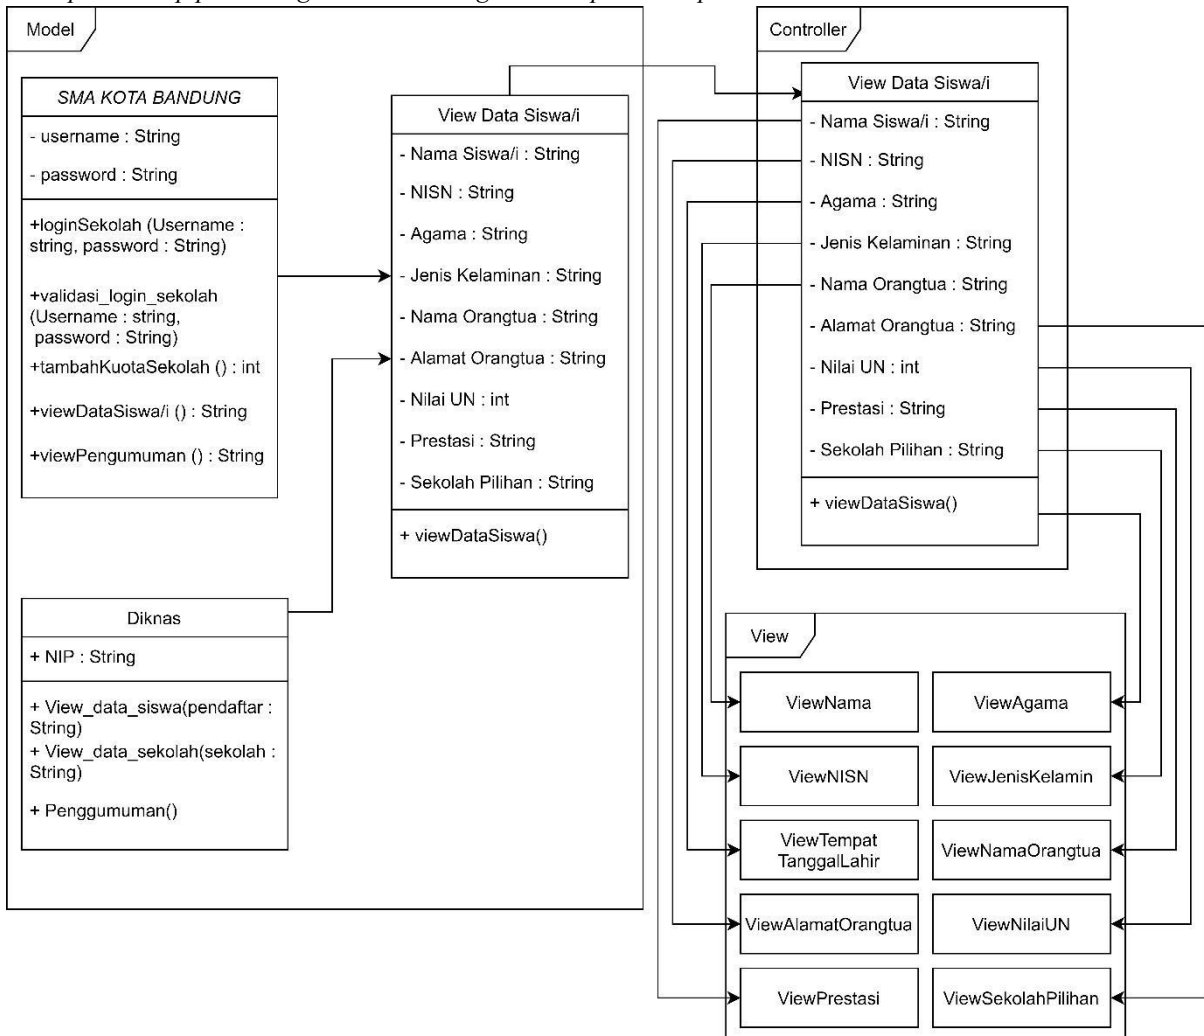 Model
SMA KOTA BANDUNG
- username : String
- password : String
+loginSekolah (Username :
string, password : String)
+validasi_login_sekolah
(Username : string,
password : String)
+tambahKuotaSekolah () : int
+viewDataSiswa/i () : String
+viewPengumuman () : String
Diknas
+ NIP : String
+ View_data_siswa(pendaftar :
String)
+ View_data_sekolah(sekolah :
String)
+ Penggumuman()
View Data Siswa/i
- Nama Siswa/i : String
- NISN : String
- Agama : String
- Jenis Kelaminan : String
- Nama Orangtua : String
- Alamat Orangtua : String
- Nilai UN : int
- Prestasi : String
- Sekolah Pilihan : String
+ viewDataSiswa()
Controller
View Data Siswa/i
- Nama Siswa/i : String
- NISN : String
- Agama : String
- Jenis Kelaminan : String
- Nama Orangtua : String
- Alamat Orangtua : String
- Nilai UN : int
- Prestasi : String
- Sekolah Pilihan : String
+ viewDataSiswa()
View
ViewNama
ViewAgama
ViewNISN
ViewJenisKelamin
ViewTempat
TanggalLahir
ViewNamaOrangtua
ViewAlamatOrangtua
ViewNilaiUN
ViewPrestasi
ViewSekolahPilihan